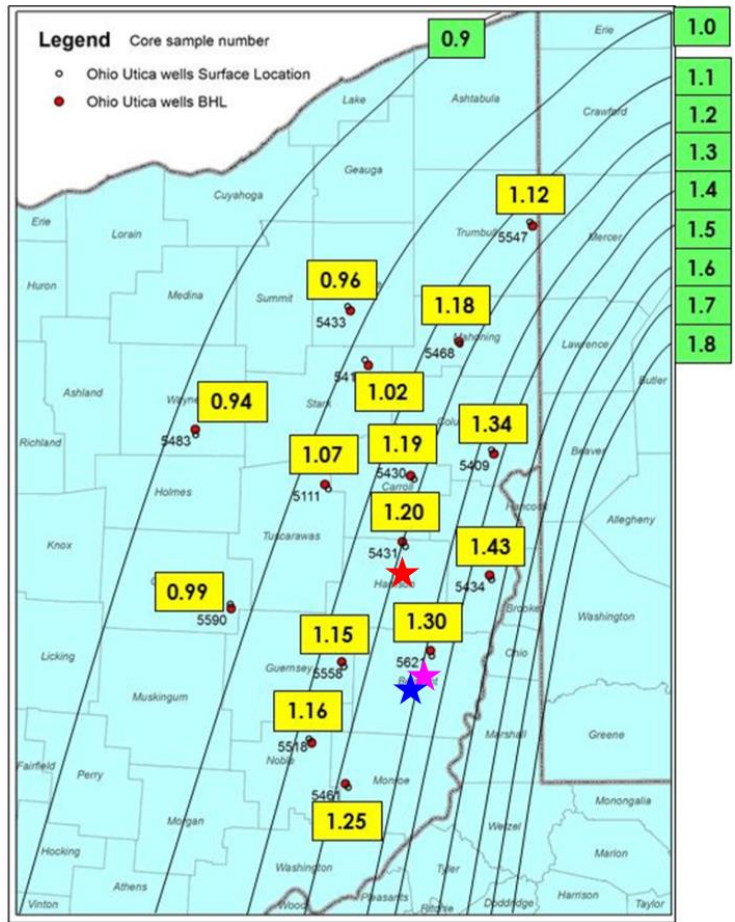 Legend Core sample number
Ohio Utica wells Surface Location
Ohio Utica wells BHL
0.9
1.0
1.1
1.2
1.3
1.4
1.5
1.6
1.7
1.8
Erie
Lake
Ashtabula
Crawford
Geauga
Cuyahoga
1.12
Erie
Lorain
5547
Mercer
Huron
Medina
Summit
0.96
5433
1.18
Mahoning
5468
Lawrence
Butler
Ashland
0.94
Stark
1.02
5483
Richland
1.34
1.19
5409
Beaver
1.07
5430
Carroll
5111
Holmes
1.20
Hancock
Allegheny
Knox
Tuscarawas
5431
1.43
5434
Brooke
0.99
5590
Washington
1.30
Licking
1.15
Guernsey
5558
Ohio
Muskingum
1.16
Marshall
Greene
5518
Noble
Fairfield
Perry
Monroe
5461
Monongalia
Morgan
1.25
Wetzel
Hocking
Marion
Washington
Tyler
Athens
Vinton
Wood
Pleasants
Ritchie
Doddridge
Harrison
Taylor